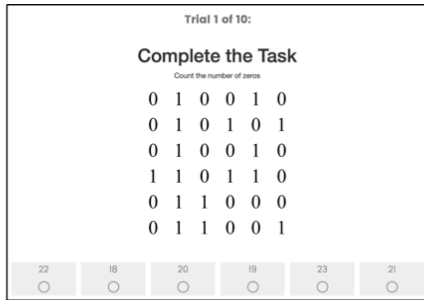 Trial 1 of 10:
Complete the Task
Count the number of zeros
0 1 0 0 1 0
0 1 0 1 0 1
0 1 0 0 1 0
1 1 0 1 1 0
0 1 1 0 0 0
0 1 1 0 0 1
22 18 20 19 23 21